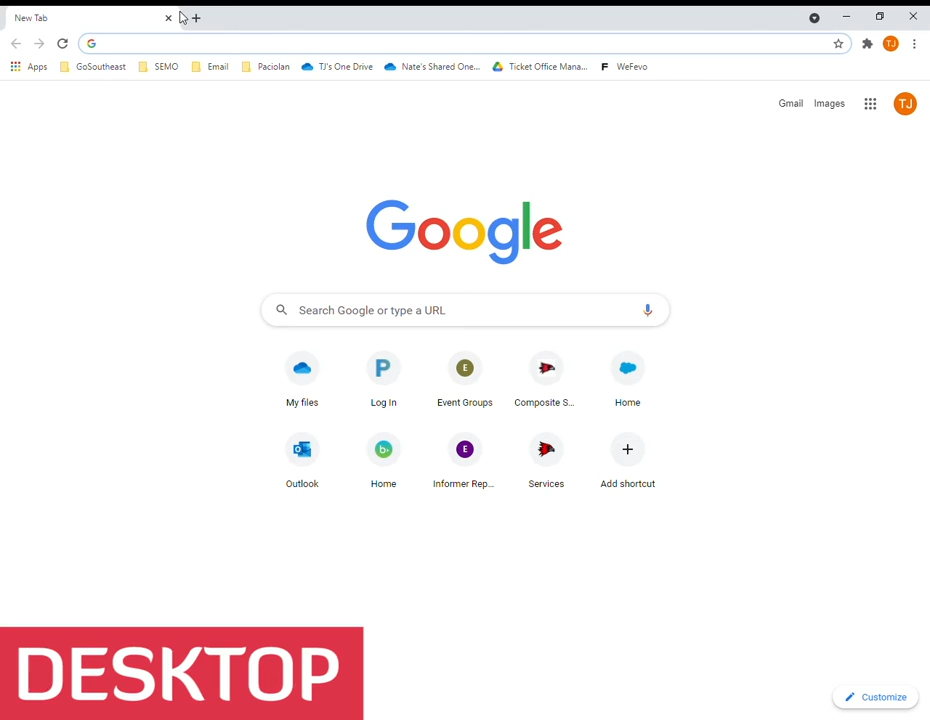 New Tab
Apps GoSoutheast SEMO Email Paciolan TJ's One Drive Nate's Shared One... Ticket Office Mana... F WeFevo
Gmail Images TJ
TJ
Google
Search Google or type a URL
P E
My files Log In Event Groups Composite S... Home
b E
Outlook Home Informer Rep... Services Add shortcut
DESKTOP
Customize